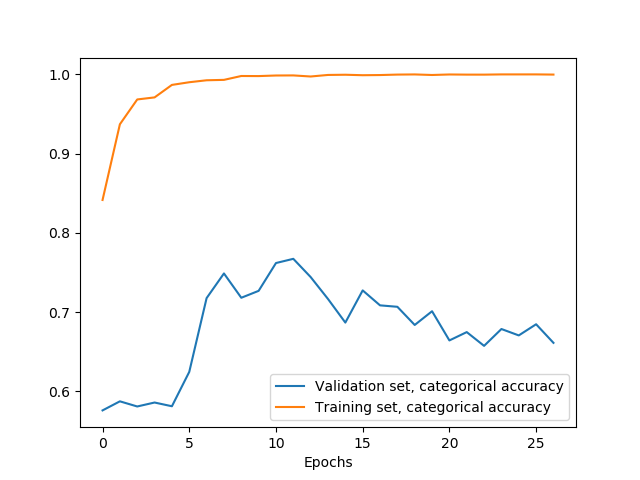 1.0
0.9
0.8
0.7
0.6
Validation set, categorical accuracy
Training set, categorical accuracy
0 5 10 15 20 25
Epochs